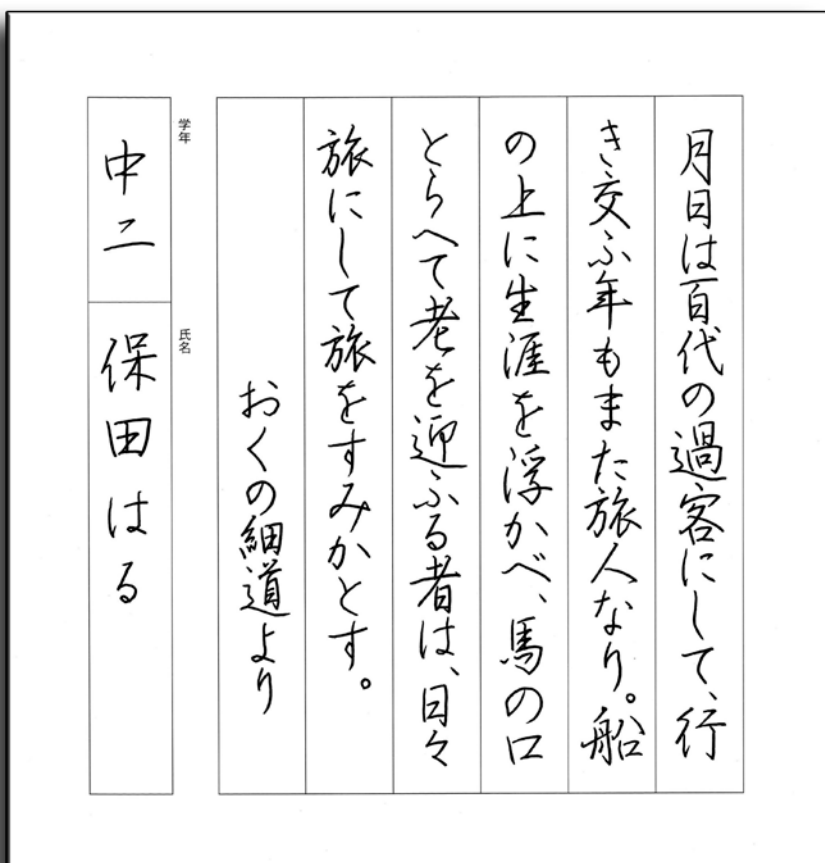 月日は百代の過客にして、行
き交ふ年もまた旅人なり。船
の上に生涯を浮かべ、馬の口
とらへて老を迎ふる者は、日々
旅にして旅をすみかとす。
おくの細道より
学年
中二
氏名
保田はる